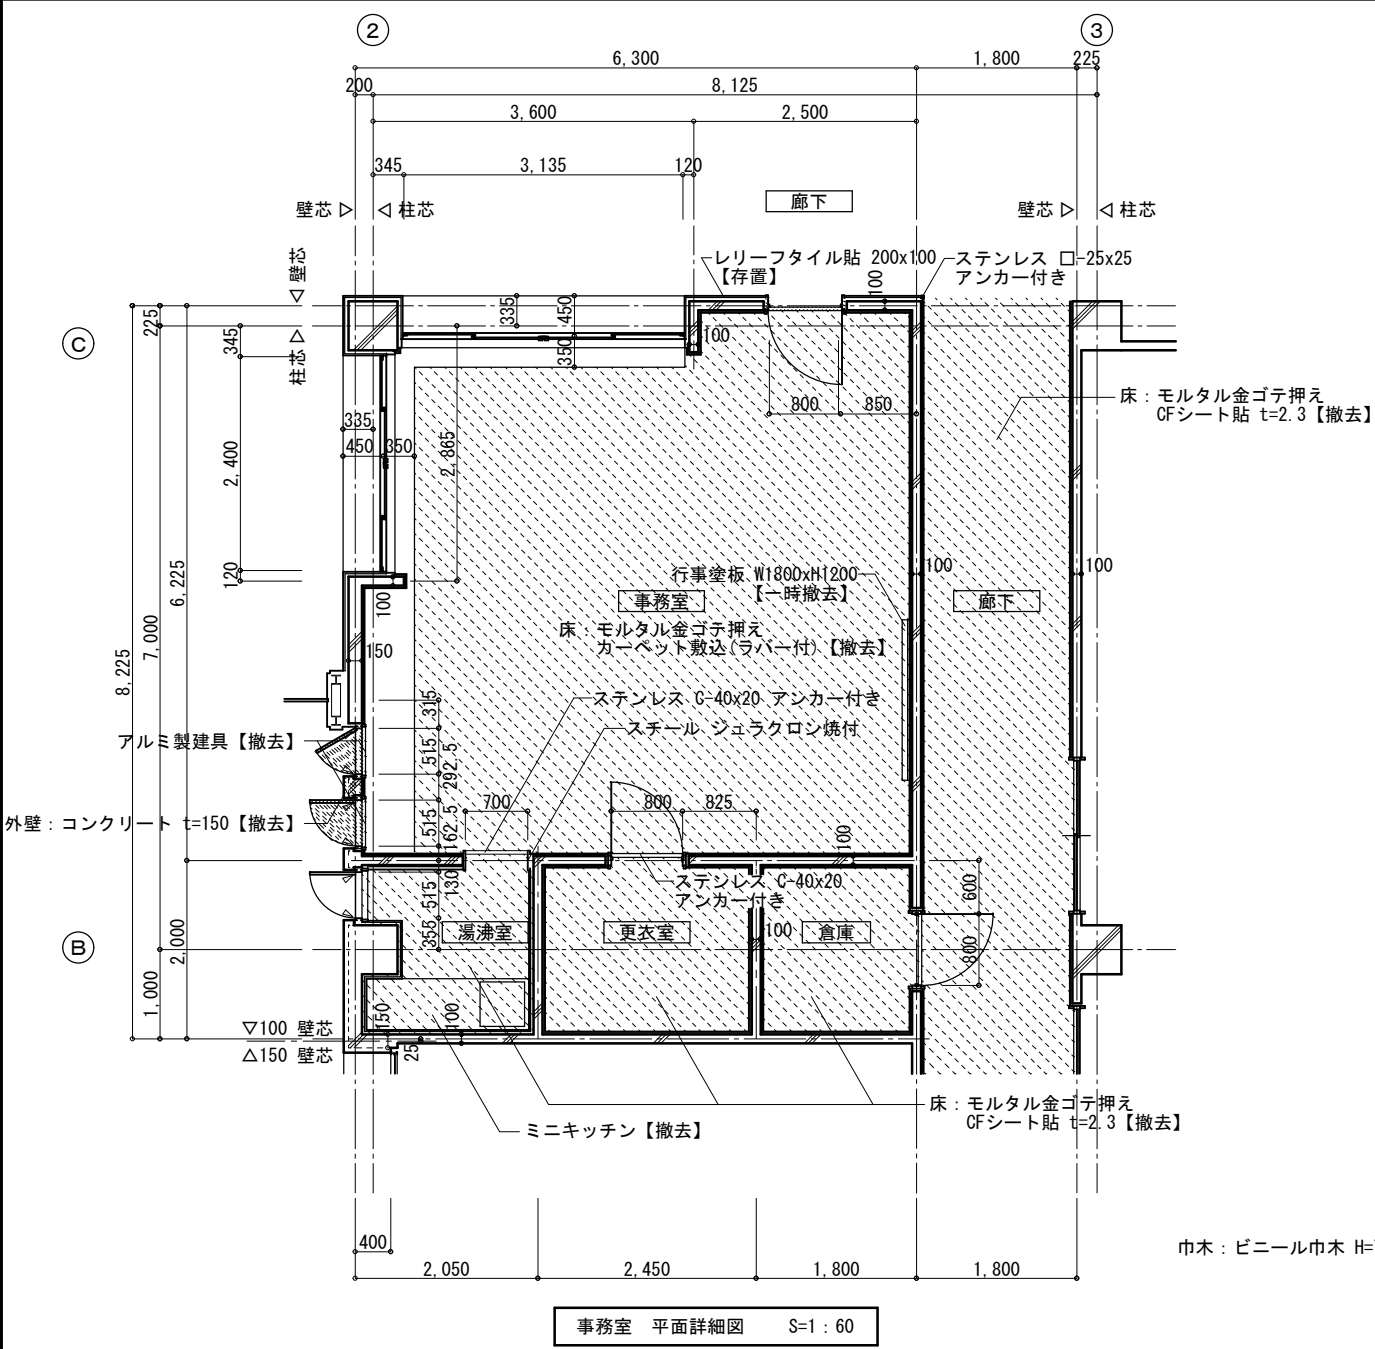 2
3
6,300
1,800
225
200
8,125
3,600
2,500
345
3,135
120
廊下
壁芯 ▷ ◁ 柱芯
壁芯 ▷ ◁ 柱芯
レリーフタイル貼 200x100
【存置】
ステンレス □-25x25
アンカー付き
100
◁ 壁芯
柱芯 ▷
225
345
335
450
350
100
C
800
850
床：モルタル金ゴテ押え
CFシート貼 t=2.3【撤去】
335
450
350
2,400
2,865
120
6,225
7,000
8,225
100
150
行事塗板 W1800xH1200
【一時撤去】
100
100
事務室
廊下
床：モルタル金ゴテ押え
カーペット敷込(ラバー付)【撤去】
ステンレス C-40x20 アンカー付き
スチール ジュラクロン焼付
アルミ製建具【撤去】
315
515
292.5
515
162.5
外壁：コンクリート t=150【撤去】
700
800
825
100
130
515
355
ステンレス C-40x20
アンカー付き
600
800
湯沸室
更衣室
100
倉庫
B
2,000
1,000
150
100
25
▽100 壁芯
△150 壁芯
床：モルタル金ゴテ押え
CFシート貼 t=2.3【撤去】
ミニキッチン【撤去】
400
巾木：ビニール巾木
2,050
2,450
1,800
1,800
事務室 平面詳細図 S=1：60